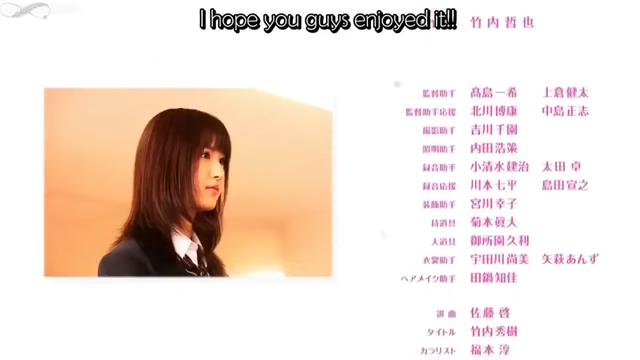 I hope you guys enjoyed it!!
竹内哲也
監督助手 髙島一希 上倉健太
監督助手応援 北川博康 中島正志
撮影助手 吉川千園
照明助手 内田浩策
録音助手 小清水建治 太田 卓
録音応援 川本七平 島田宣之
装飾助手 宮川幸子
持道具 菊本眞大
大道具 御所園久利
衣裳助手 宇田川尚美 矢萩あんず
ヘアメイク助手 田鍋知佳
選曲 佐藤 啓
タイトル 竹内秀樹
カラリスト 福本 淳